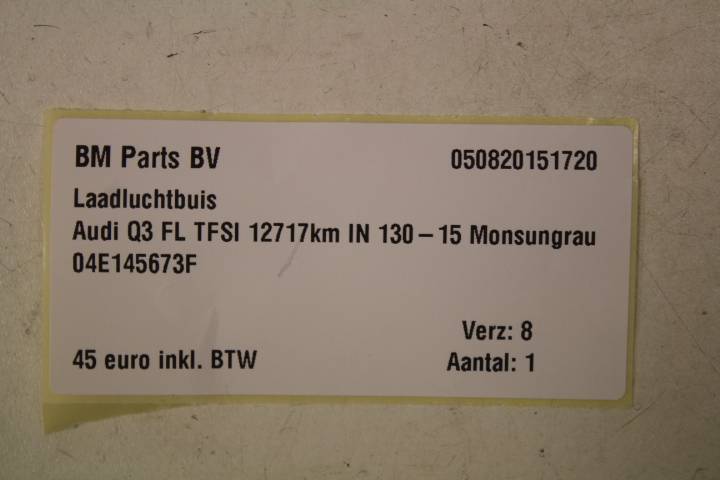 BM Parts BV 050820151720
Laadluchtbuis
Audi Q3 FL TFSI 12717km IN 130 – 15 Monsungrau
04E145673F
Verz: 8
45 euro inkl. BTW Aantal: 1